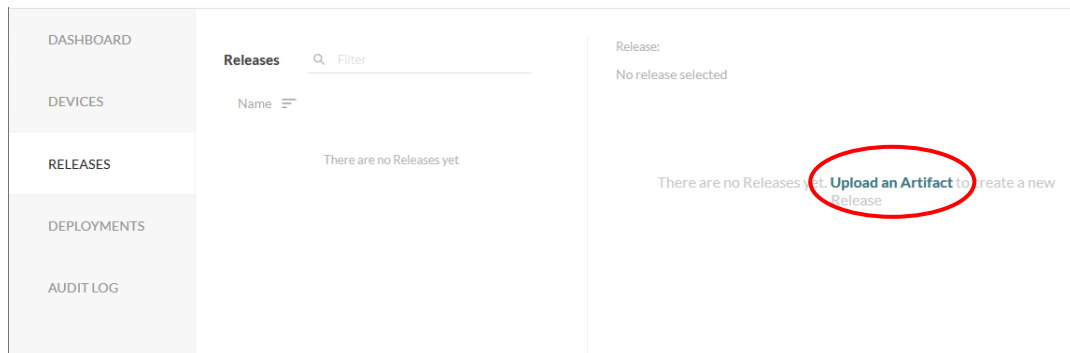 DASHBOARD
DEVICES
RELEASES
DEPLOYMENTS
AUDIT LOG
Releases
Filter
Name
There are no Releases yet
Release:
No release selected
There are no Releases yet. Upload an Artifact to create a new
Release